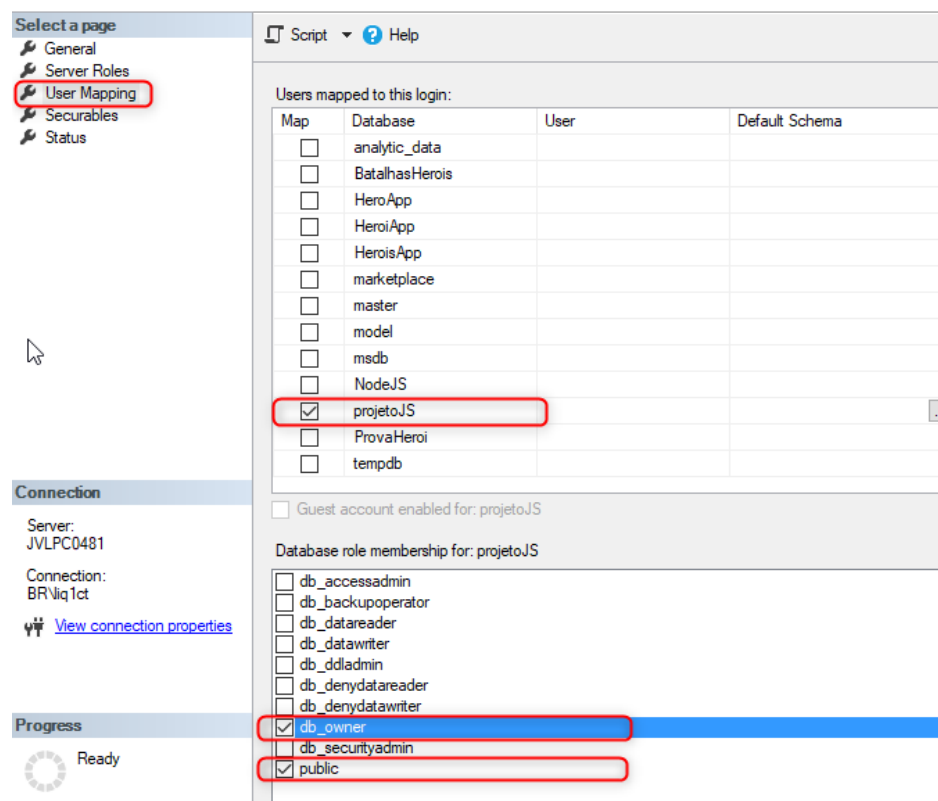 Select a page
General
Server Roles
User Mapping
Securables
Status
Script
Help
Users mapped to this login:
Map Database User Default Schema
analytic_data
BatalhasHerois
HeroApp
HeroiApp
HeroisApp
marketplace
master
model
msdb
NodeJS
projetoJS
ProvaHeroi
tempdb
Guest account enabled for: projetoJS
Database role membership for: projetoJS
db_accessadmin
db_backupoperator
db_datareader
db_datawriter
db_ddladmin
db_denydatareader
db_denydatawriter
db_owner
db_securityadmin
public
Connection
Server:
JVLPC0481
Connection:
BR\liq1ct
View connection properties
Progress
Ready